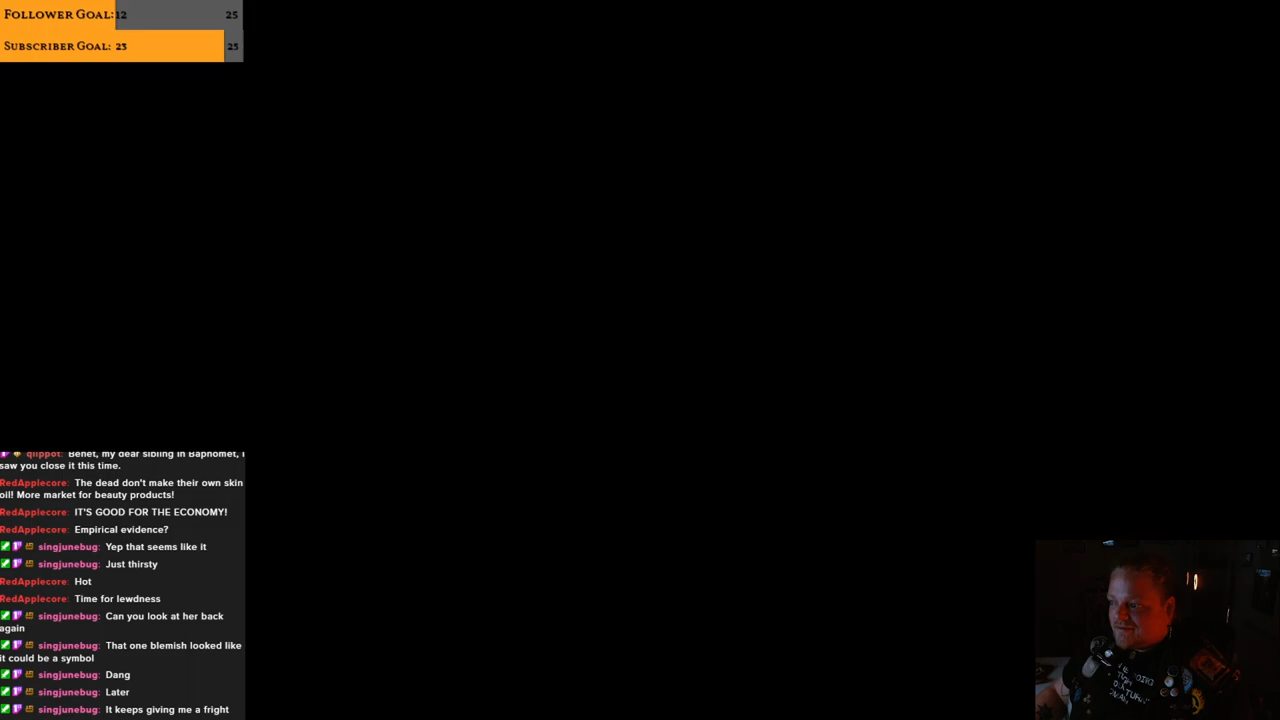 Follower Goal: 12 25
Subscriber Goal: 23 25
qlippot: Benet, my dear sibling in Baphomet, I
saw you close it this time.
RedApplecore: The dead don't make their own skin
oil! More market for beauty products!
RedApplecore: IT'S GOOD FOR THE ECONOMY!
RedApplecore: Empirical evidence?
singjunebug: Yep that seems like it
singjunebug: Just thirsty
RedApplecore: Hot
RedApplecore: Time for lewdness
singjunebug: Can you look at her back
again
singjunebug: That one blemish looked like
it could be a symbol
singjunebug: Dang
singjunebug: Later
singjunebug: It keeps giving me a fright